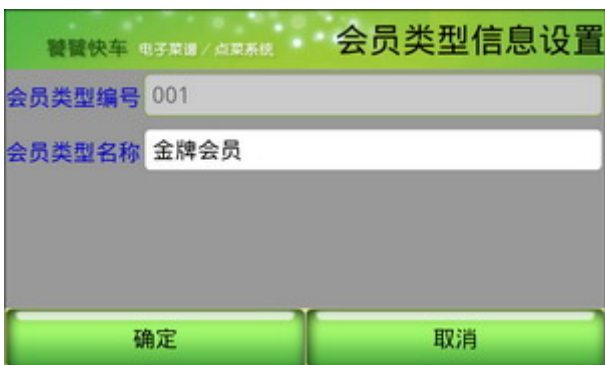 饕餮快车 电子菜谱／点菜系统 会员类型信息设置
会员类型编号 001
会员类型名称 金牌会员
确定 取消